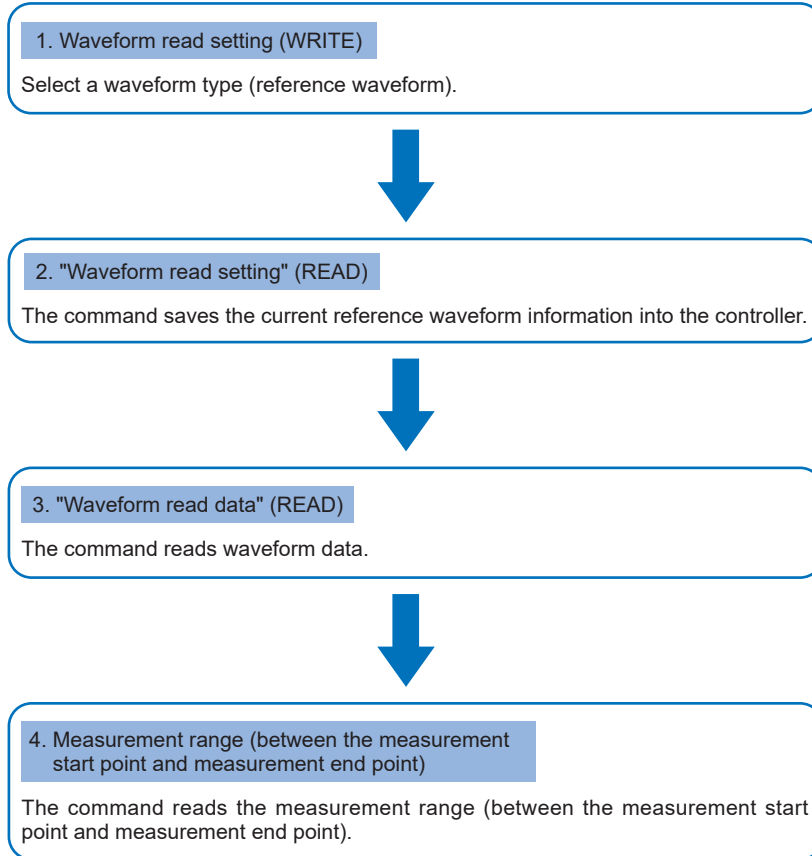 1. Waveform read setting (WRITE)
Select a waveform type (reference waveform).
2. "Waveform read setting" (READ)
The command saves the current reference waveform information into the controller.
3. "Waveform read data" (READ)
The command reads waveform data.
4. Measurement range (between the measurement
start point and measurement end point)
The command reads the measurement range (between the measurement start
point and measurement end point).